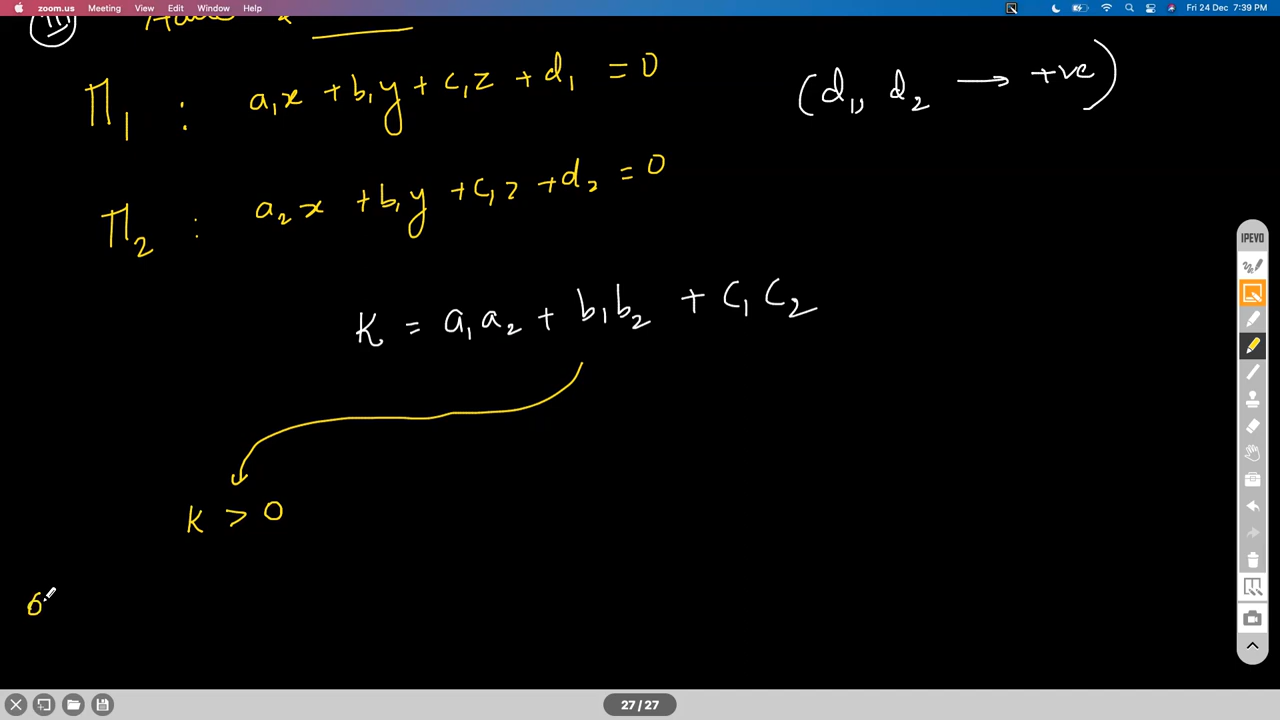 zoom.us Meeting View Edit Window Help Fri 24 Dec 7:39 PM
III
π₁ : a₁x + b₁y + c₁z + d₁ = 0 (d₁, d₂ → +ve)
π₂ : a₂x + b₁y + c₁z + d₂ = 0
K = a₁a₂ + b₁b₂ + c₁c₂
K > 0
IPEVO
27 / 27